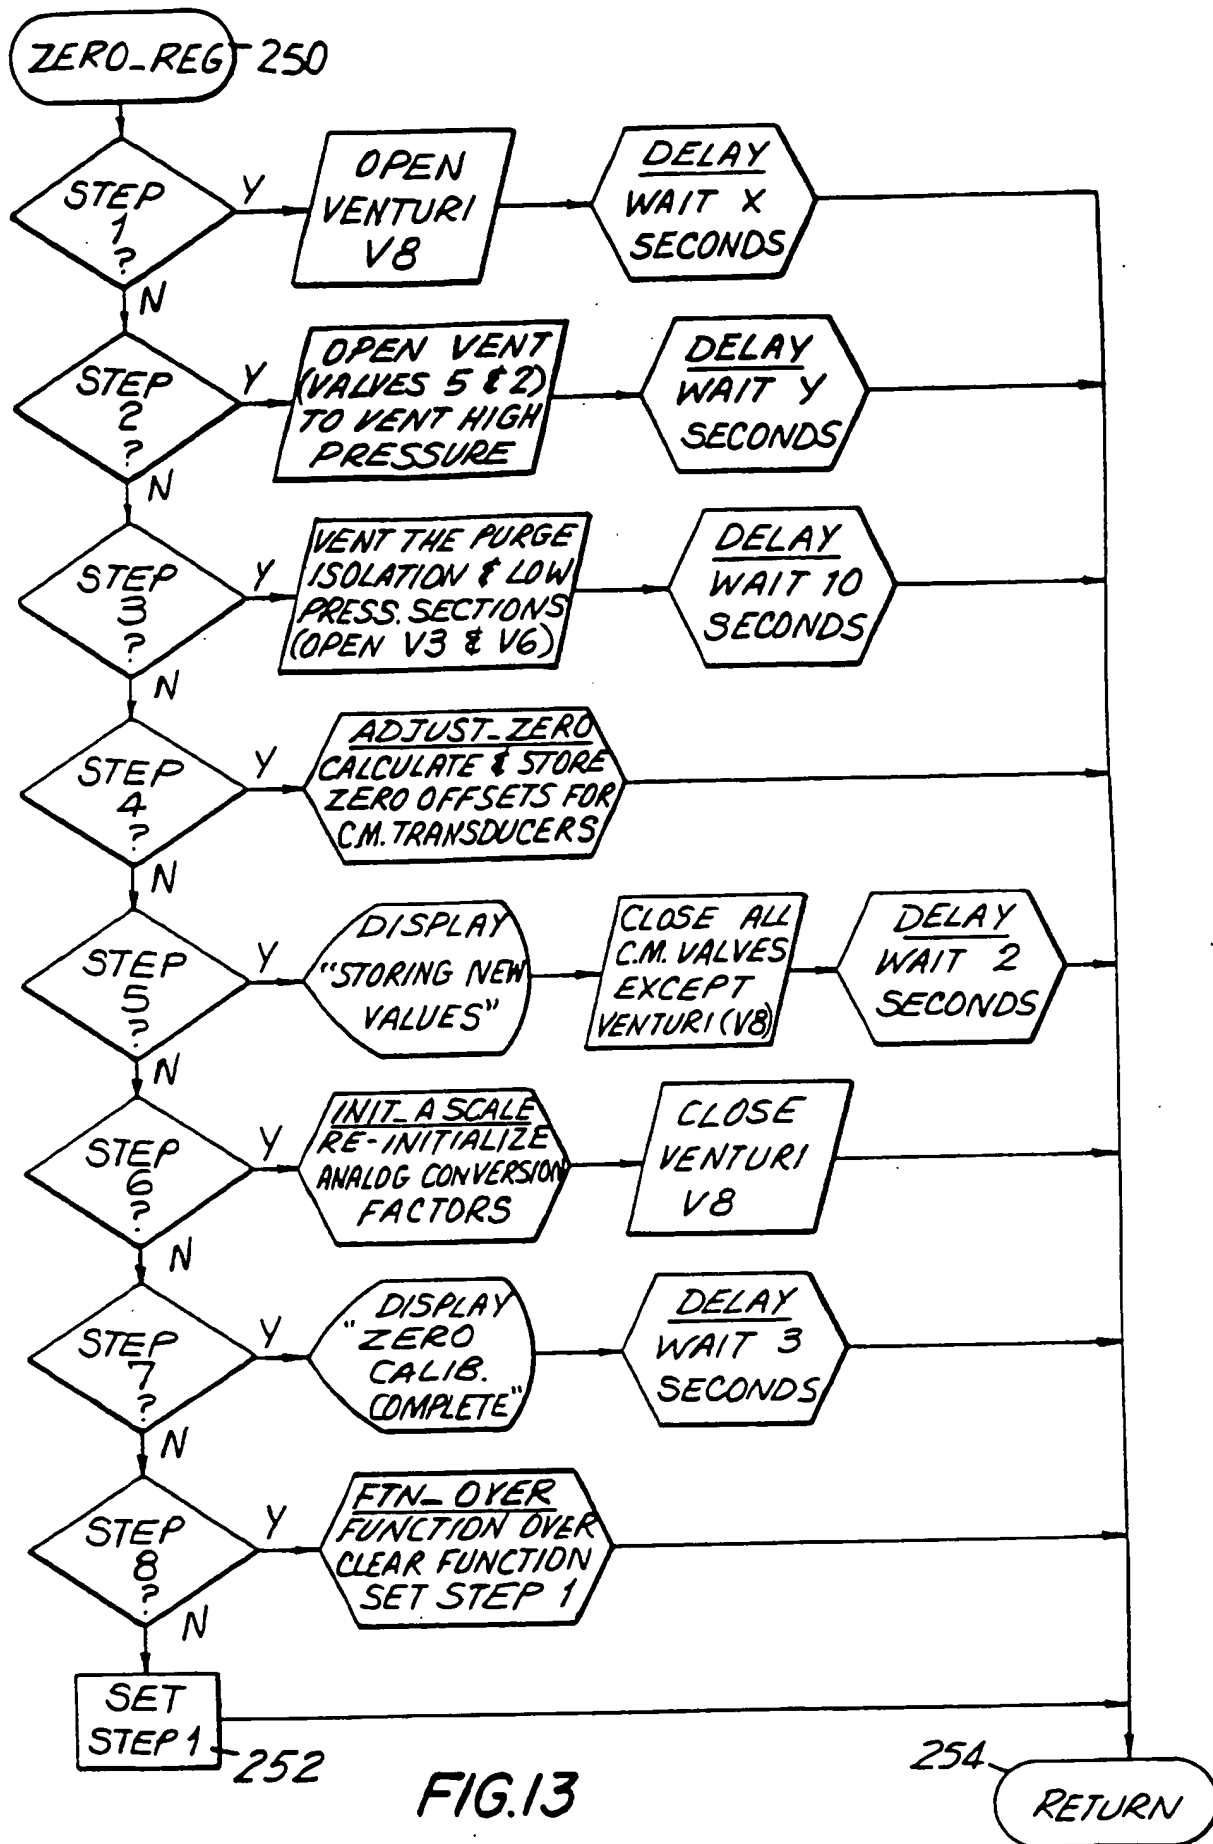 ZERO_REG 250
STEP
1
?
Y
N
OPEN
VENTURI
V8
DELAY
WAIT X
SECONDS
STEP
2
?
Y
N
OPEN VENT
(VALVES 5 & 2)
TO VENT HIGH
PRESSURE
DELAY
WAIT Y
SECONDS
STEP
3
?
Y
N
VENT THE PURGE
ISOLATION & LOW
PRESS. SECTIONS
(OPEN V3 & V6)
DELAY
WAIT 10
SECONDS
STEP
4
?
Y
N
ADJUST_ZERO
CALCULATE & STORE
ZERO OFFSETS FOR
C.M. TRANSDUCERS
STEP
5
?
Y
N
DISPLAY
"STORING NEW
VALUES"
CLOSE ALL
C.M. VALVES
EXCEPT
VENTURI (V8)
DELAY
WAIT 2
SECONDS
STEP
6
?
Y
N
INIT_A SCALE
RE-INITIALIZE
ANALOG CONVERSION
FACTORS
CLOSE
VENTURI
V8
STEP
7
?
Y
N
DISPLAY
"ZERO
CALIB.
COMPLETE"
DELAY
WAIT 3
SECONDS
STEP
8
?
Y
N
FTN_OVER
FUNCTION OVER
CLEAR FUNCTION
SET STEP 1
SET
STEP 1
252
FIG.13
254
RETURN